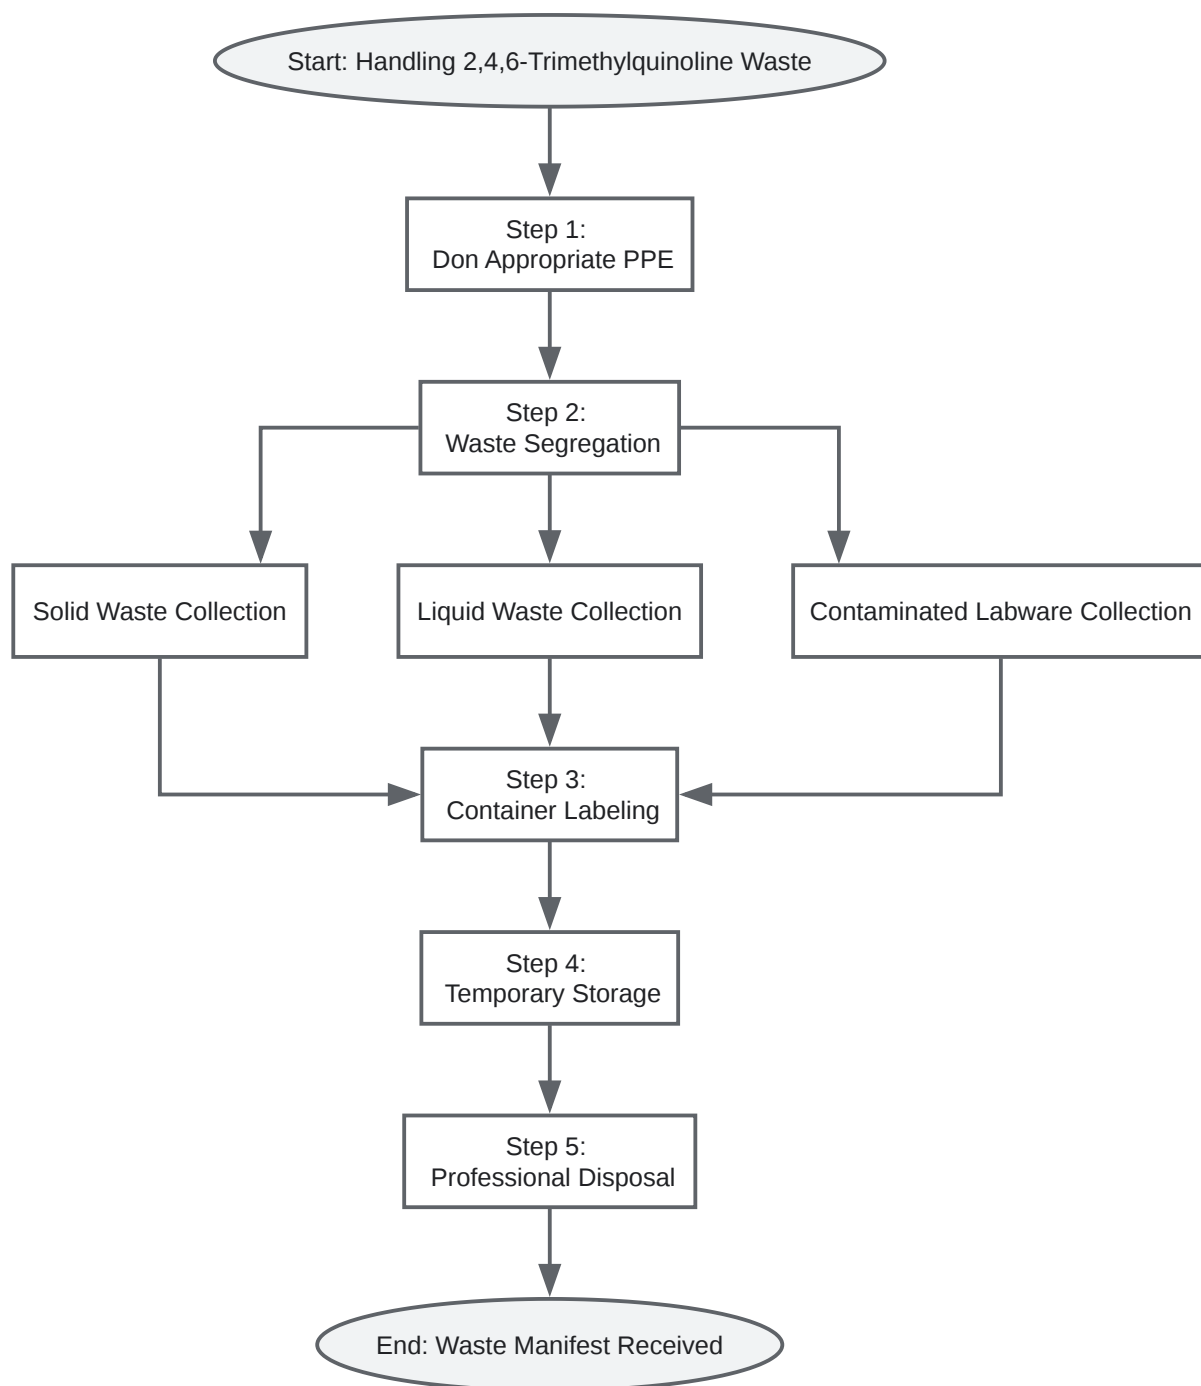 Start: Handling 2,4,6-Trimethylquinoline Waste
Step 1:
Don Appropriate PPE
Step 2:
Waste Segregation
Solid Waste Collection
Liquid Waste Collection
Contaminated Labware Collection
Step 3:
Container Labeling
Step 4:
Temporary Storage
Step 5:
Professional Disposal
End: Waste Manifest Received